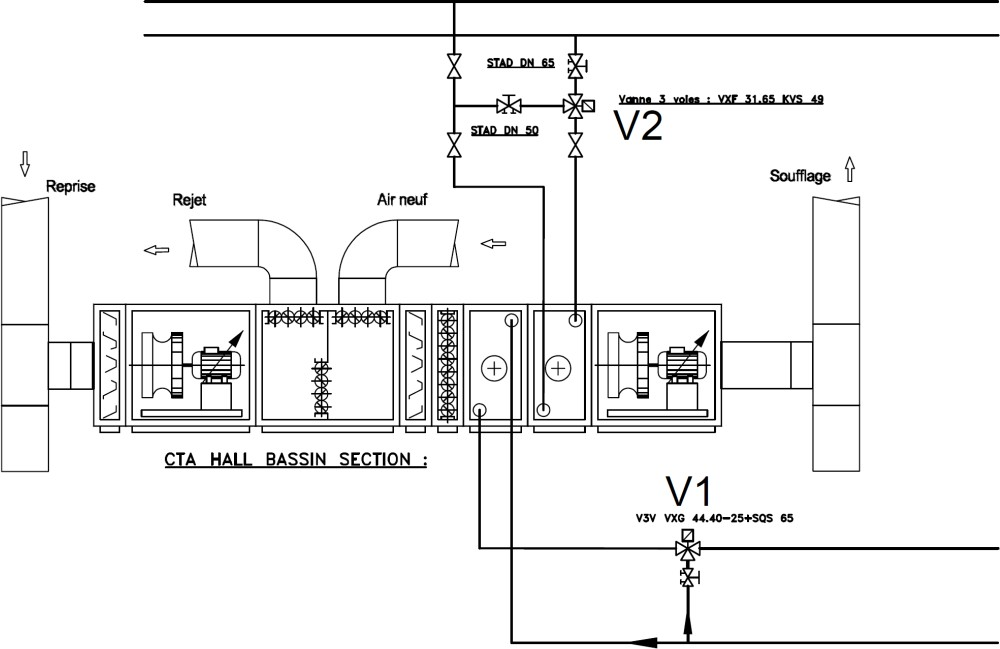 STAD DN 65
Vanne 3 voies : VXF 31.65 KVS 49
V2
STAD DN 50
Reprise
Rejet
Air neuf
Soufflage
CTA HALL BASSIN SECTION :
V1
V3V VXG 44.40-25+SQS 65